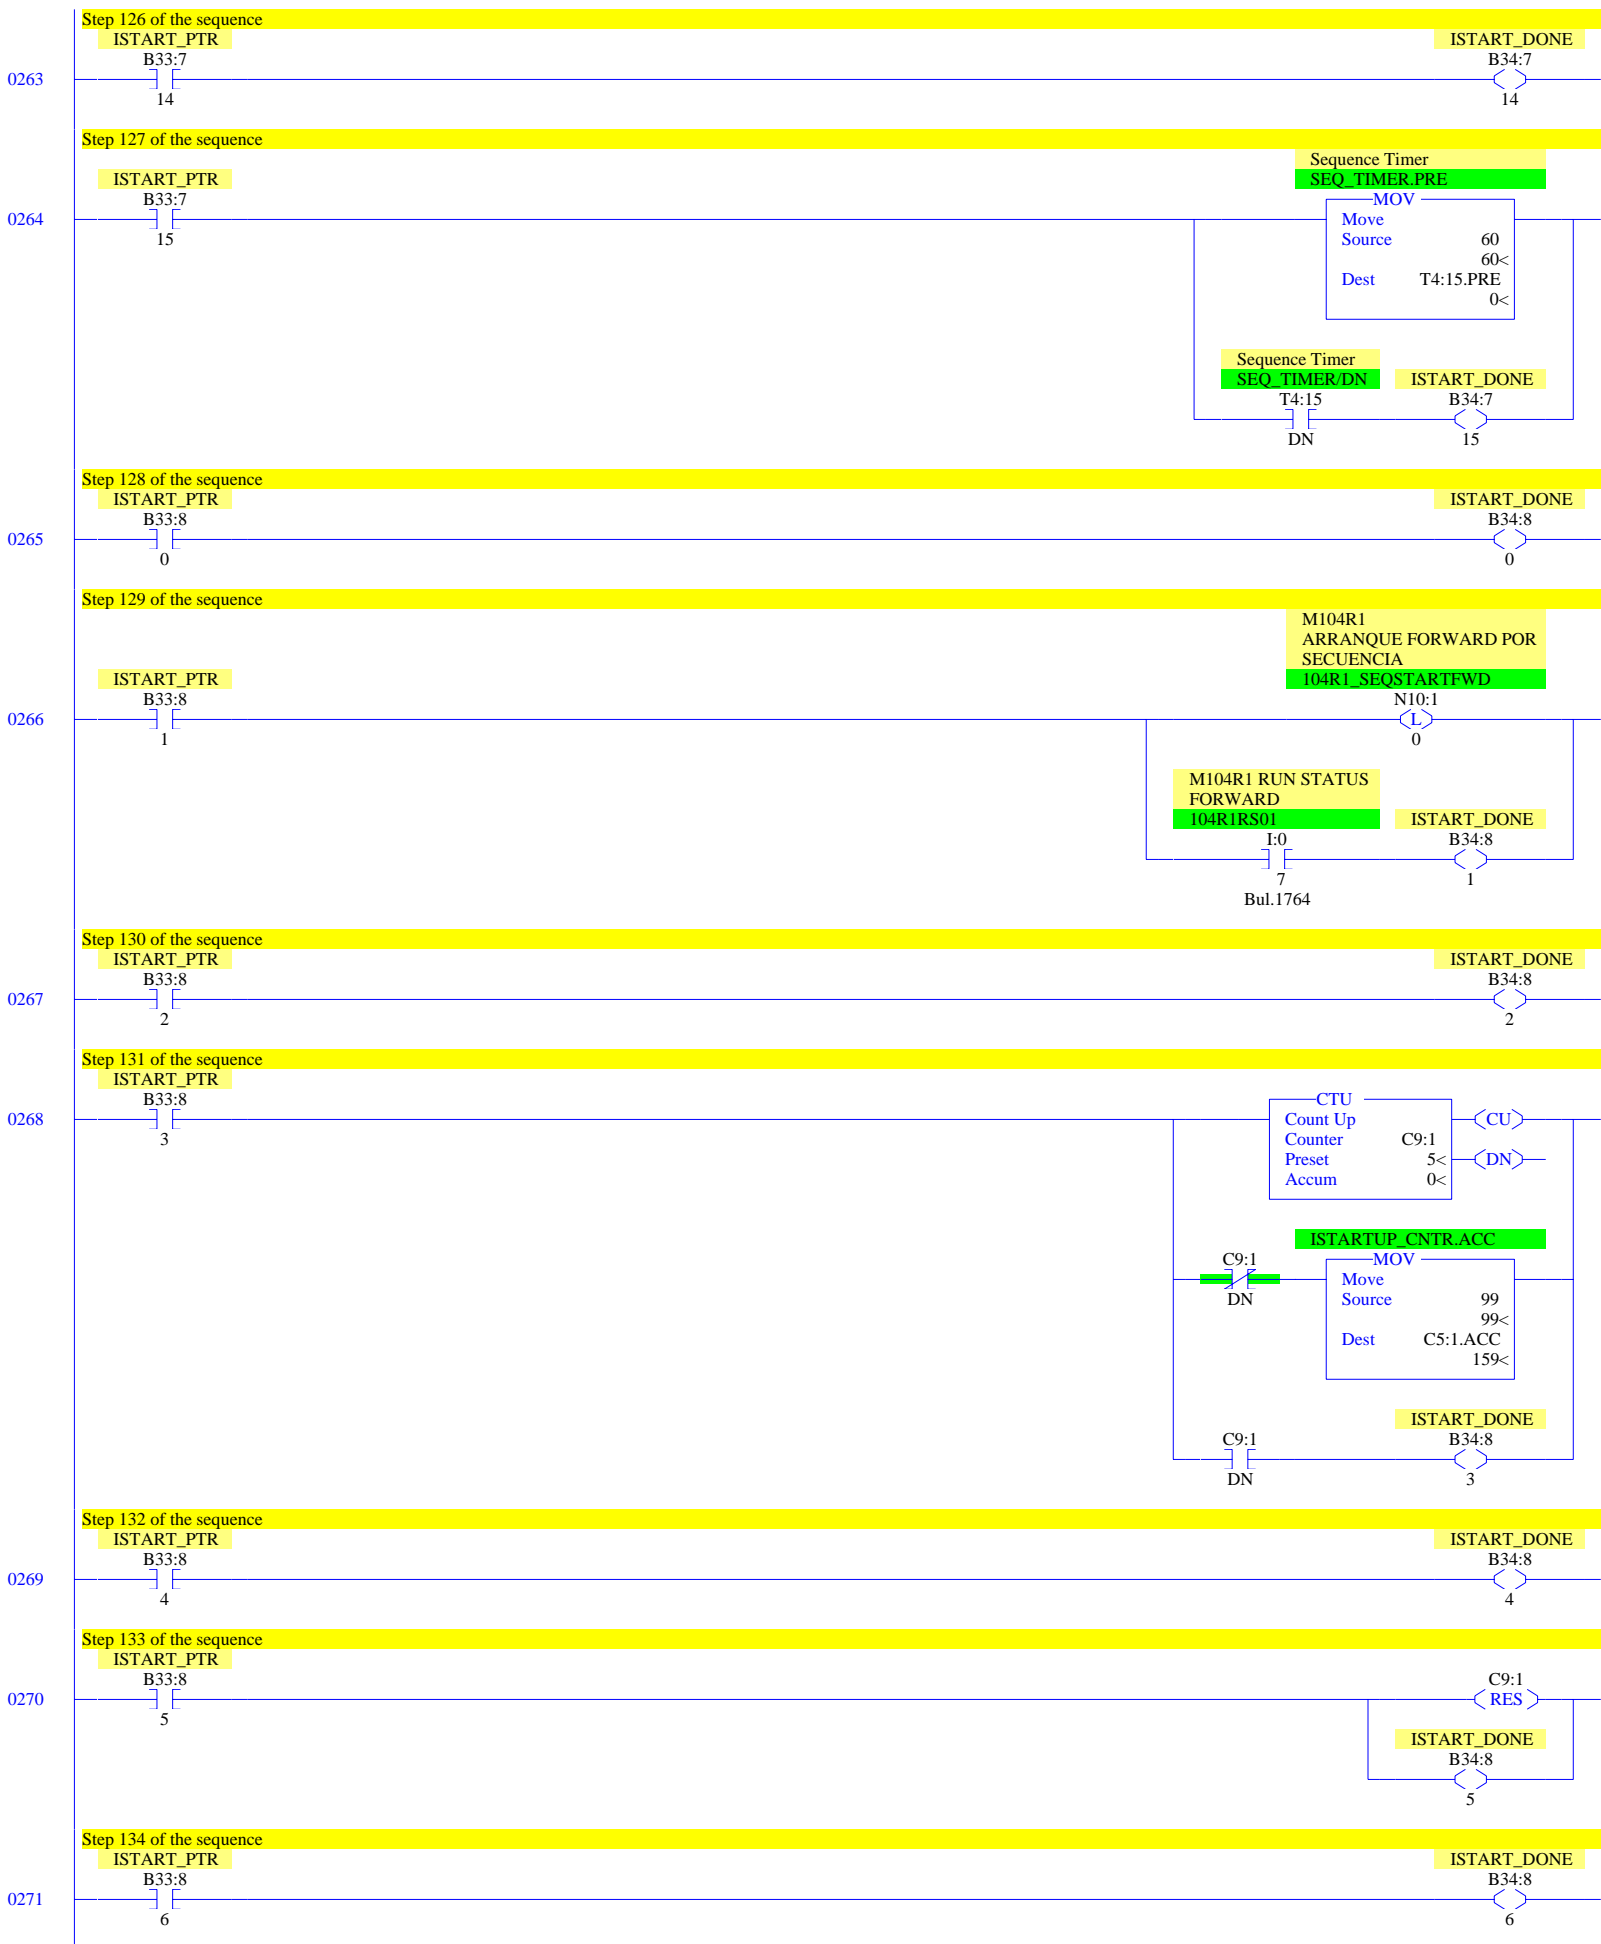 Step 126 of the sequence
ISTART_PTR ISTART_DONE
B33:7 B34:7
0263
14 14
Step 127 of the sequence
Sequence Timer
ISTART_PTR SEQ_TIMER.PRE
B33:7 MOV
0264 Move
15 Source 60
60<
Dest T4:15.PRE
0<
Sequence Timer
SEQ_TIMER/DN ISTART_DONE
T4:15 B34:7
DN 15
Step 128 of the sequence
ISTART_PTR ISTART_DONE
B33:8 B34:8
0265
0 0
Step 129 of the sequence
M104R1
ARRANQUE FORWARD POR
SECUENCIA
ISTART_PTR 104R1_SEQSTARTFWD
B33:8 N10:1
0266 L
1 0
M104R1 RUN STATUS
FORWARD
104R1RS01 ISTART_DONE
I:0 B34:8
7 1
Bul.1764
Step 130 of the sequence
ISTART_PTR ISTART_DONE
B33:8 B34:8
0267
2 2
Step 131 of the sequence
ISTART_PTR
B33:8 CTU
0268 Count Up CU
3 Counter C9:1
Preset 5< DN
Accum 0<
ISTARTUP_CNTR.ACC
C9:1 MOV
Move
DN Source 99
99<
Dest C5:1.ACC
159<
ISTART_DONE
C9:1 B34:8
DN 3
Step 132 of the sequence
ISTART_PTR ISTART_DONE
B33:8 B34:8
0269
4 4
Step 133 of the sequence
ISTART_PTR
B33:8 C9:1
0270 RES
5
ISTART_DONE
B34:8
5
Step 134 of the sequence
ISTART_PTR ISTART_DONE
B33:8 B34:8
0271
6 6